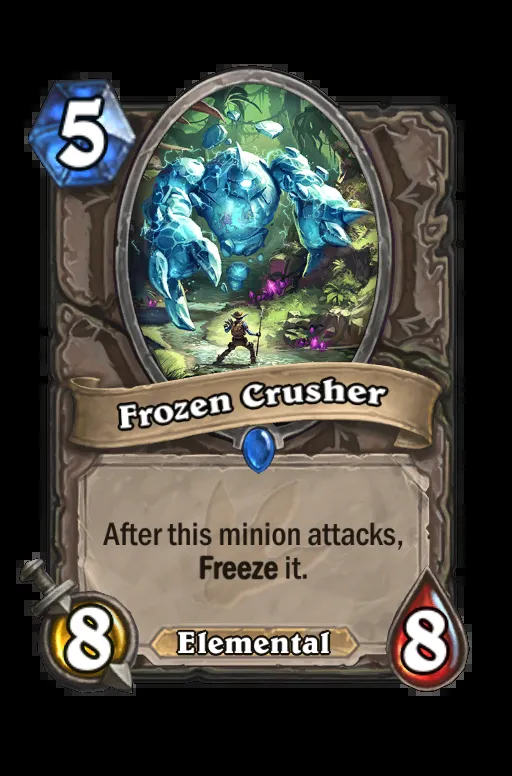 5
Frozen Crusher
After this minion attacks,
Freeze it.
8
Elemental
8